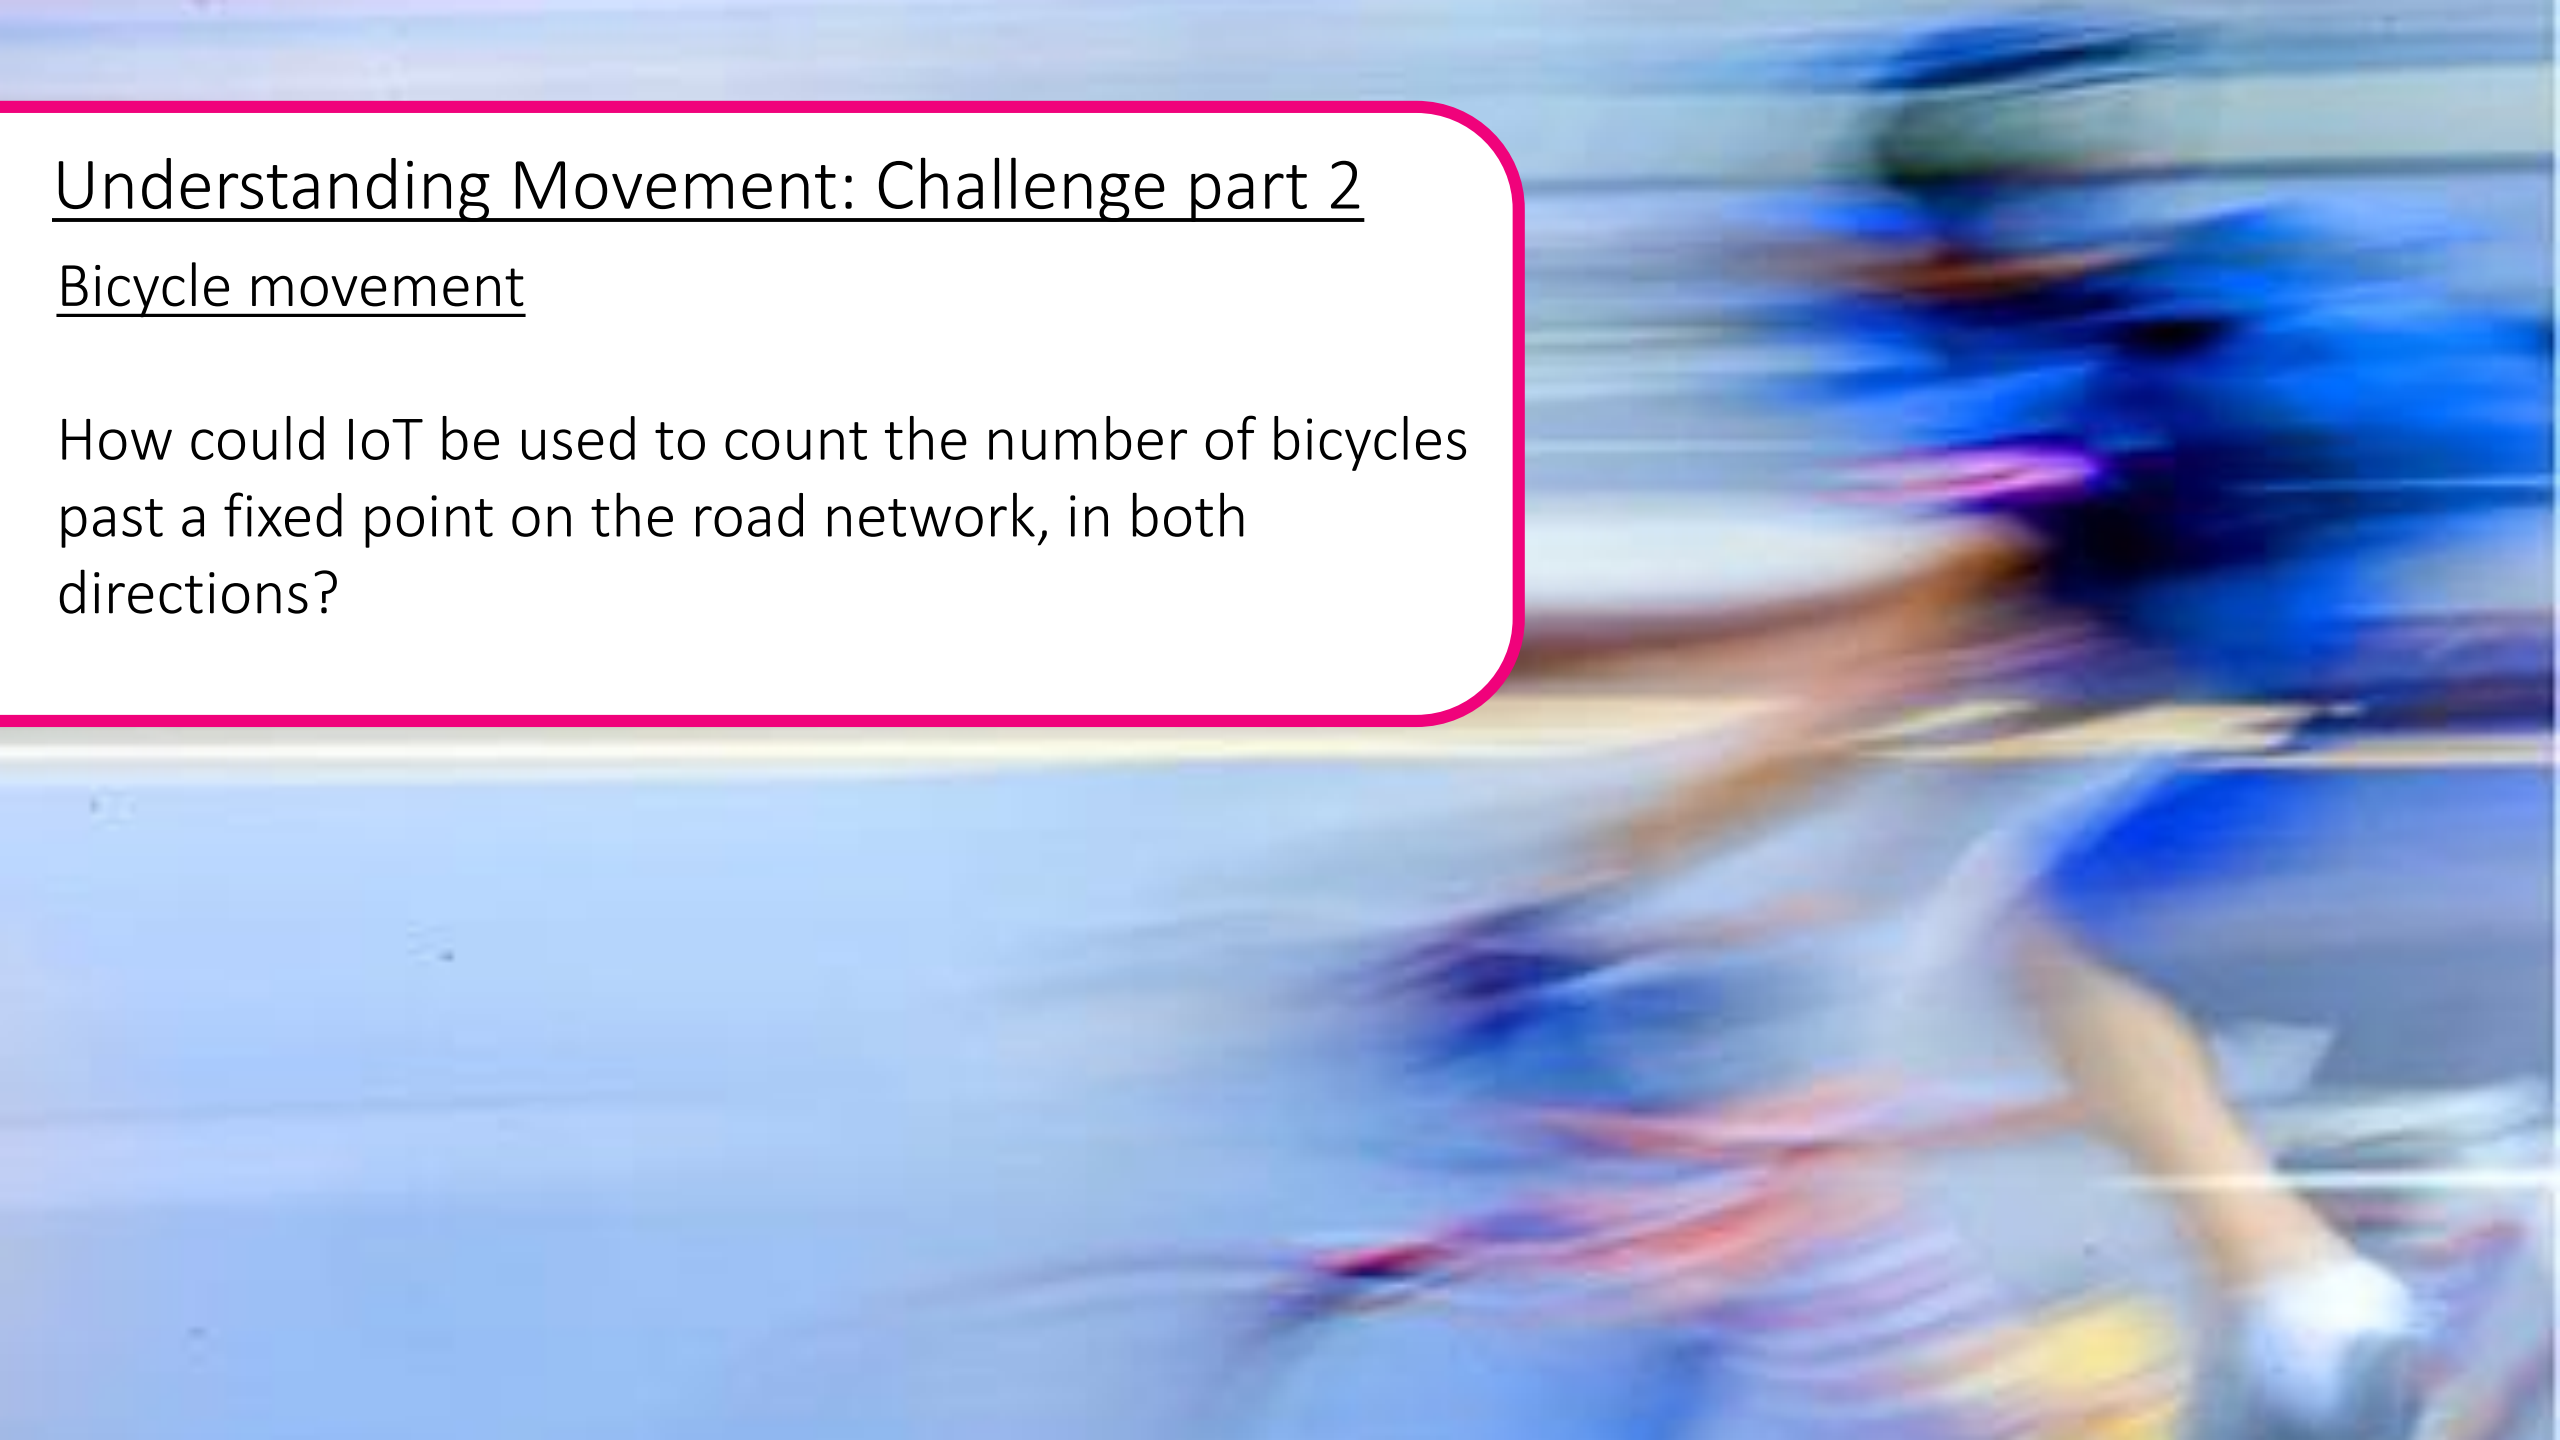 Understanding Movement: Challenge part 2
Bicycle movement
How could IoT be used to count the number of bicycles
past a fixed point on the road network, in both
directions?